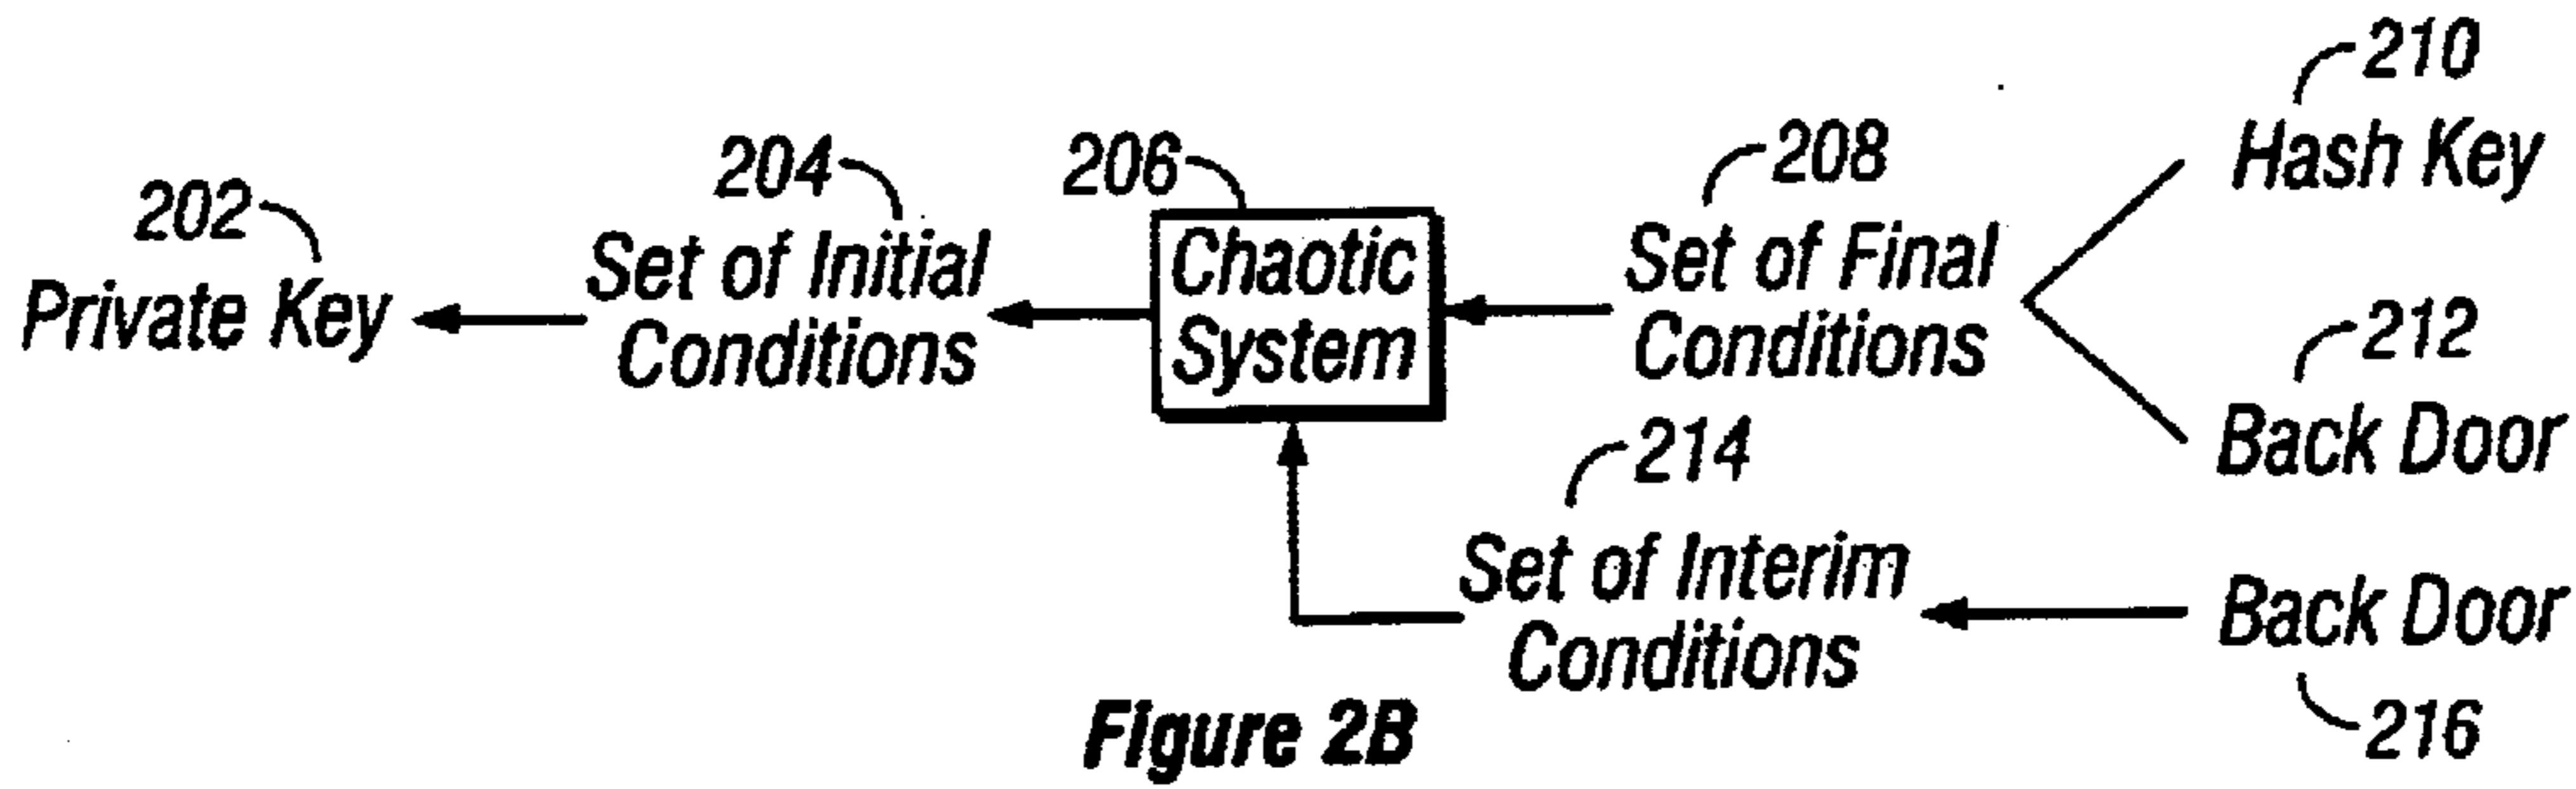 210
Hash Key
204
206
208
202
Set of Initial
Conditions
Chaotic
System
Set of Final
Conditions
Private Key
212
Back Door
214
Set of Interim
Conditions
Back Door
216
Figure 2B